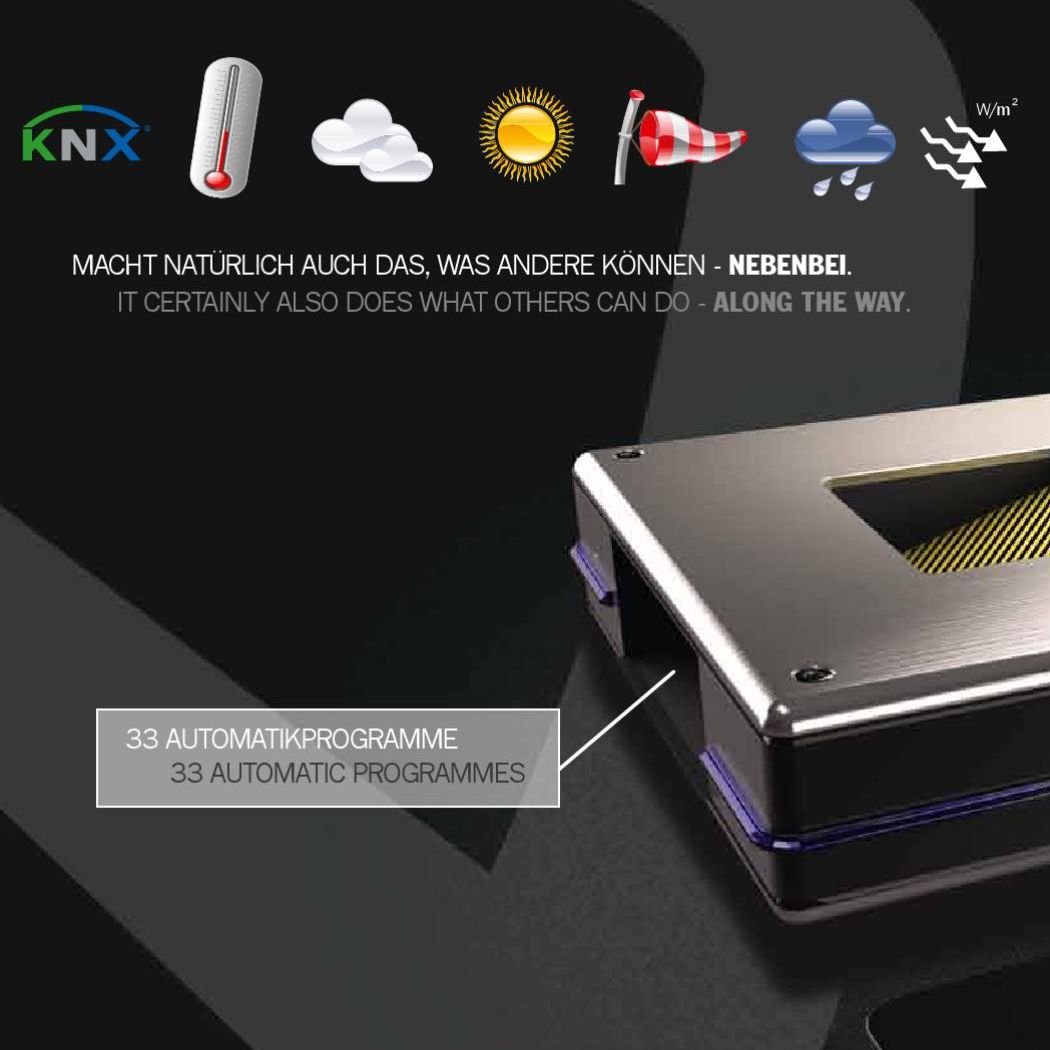 KNX®
W/m²
MACHT NATÜRLICH AUCH DAS, WAS ANDERE KÖNNEN - NEBENBEI.
IT CERTAINLY ALSO DOES WHAT OTHERS CAN DO - ALONG THE WAY.
33 AUTOMATIKPROGRAMME
33 AUTOMATIC PROGRAMMES